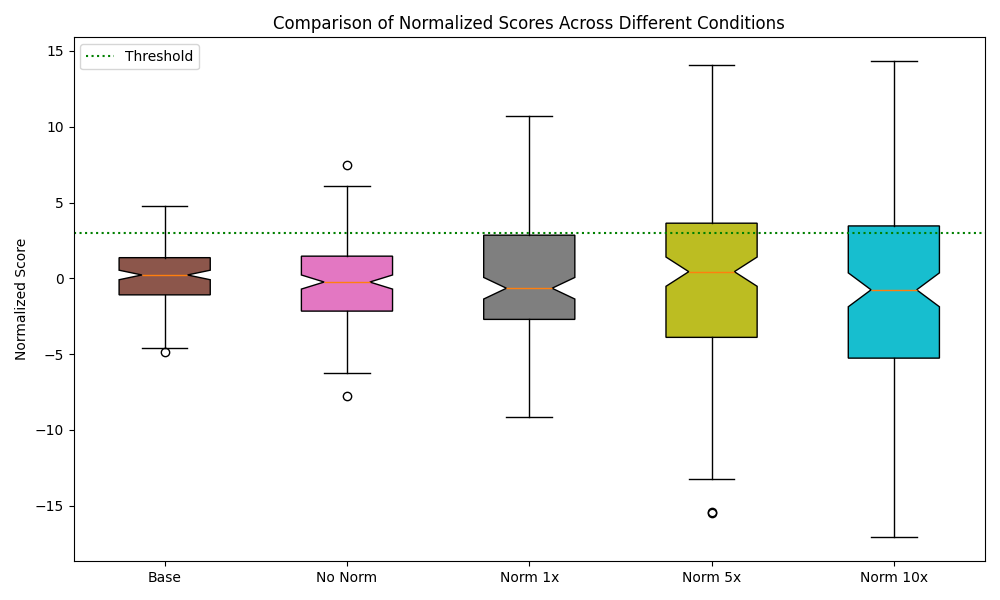 Comparison of Normalized Scores Across Different Conditions
Threshold
Normalized Score
15
10
5
0
−5
−10
−15
Base
No Norm
Norm 1x
Norm 5x
Norm 10x